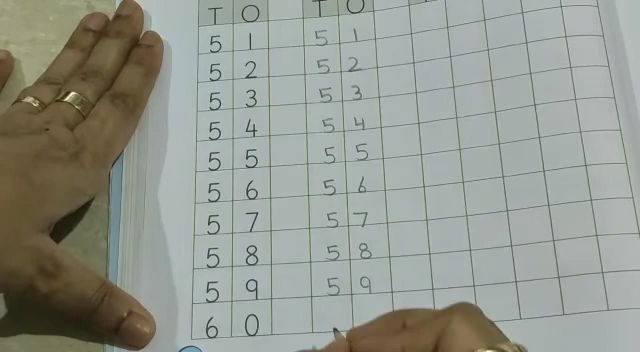 T O T O
5 1 5 1
5 2 5 2
5 3 5 3
5 4 5 4
5 5 5 5
5 6 5 6
5 7 5 7
5 8 5 8
5 9 5 9
6 0